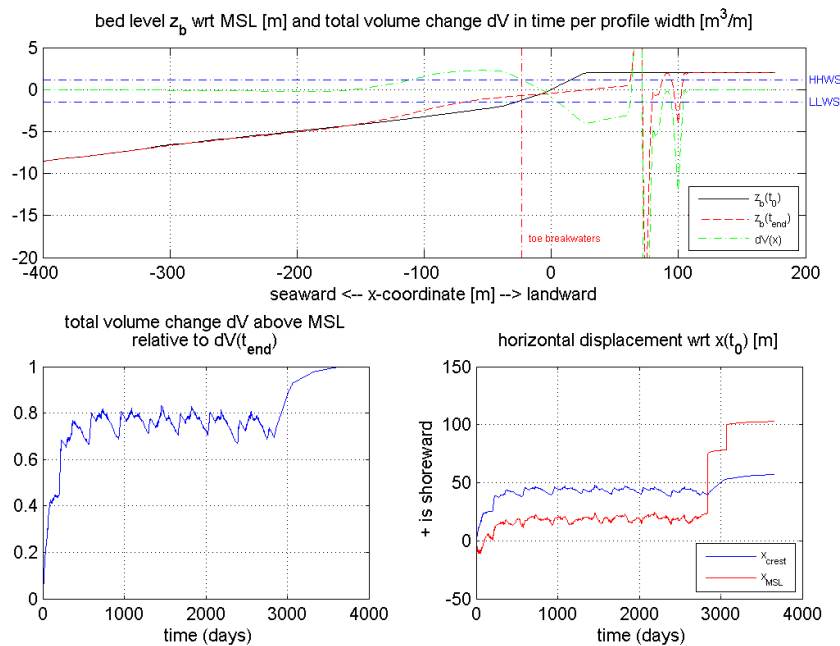 bed level z_b wrt MSL [m] and total volume change dV in time per profile width [m^3/m]
5
0
-5
-10
-15
-20
HHWS
LLWS
toe breakwaters
z_b(t_0)
z_b(t_end)
dV(x)
-400
-300
-200
-100
0
100
200
seaward <-- x-coordinate [m] --> landward
total volume change dV above MSL
relative to dV(t_end)
1
0.8
0.6
0.4
0.2
0
0
1000
2000
3000
4000
time (days)
horizontal displacement wrt x(t_0) [m]
+ is shoreward
150
100
50
0
-50
x_crest
x_MSL
0
1000
2000
3000
4000
time (days)